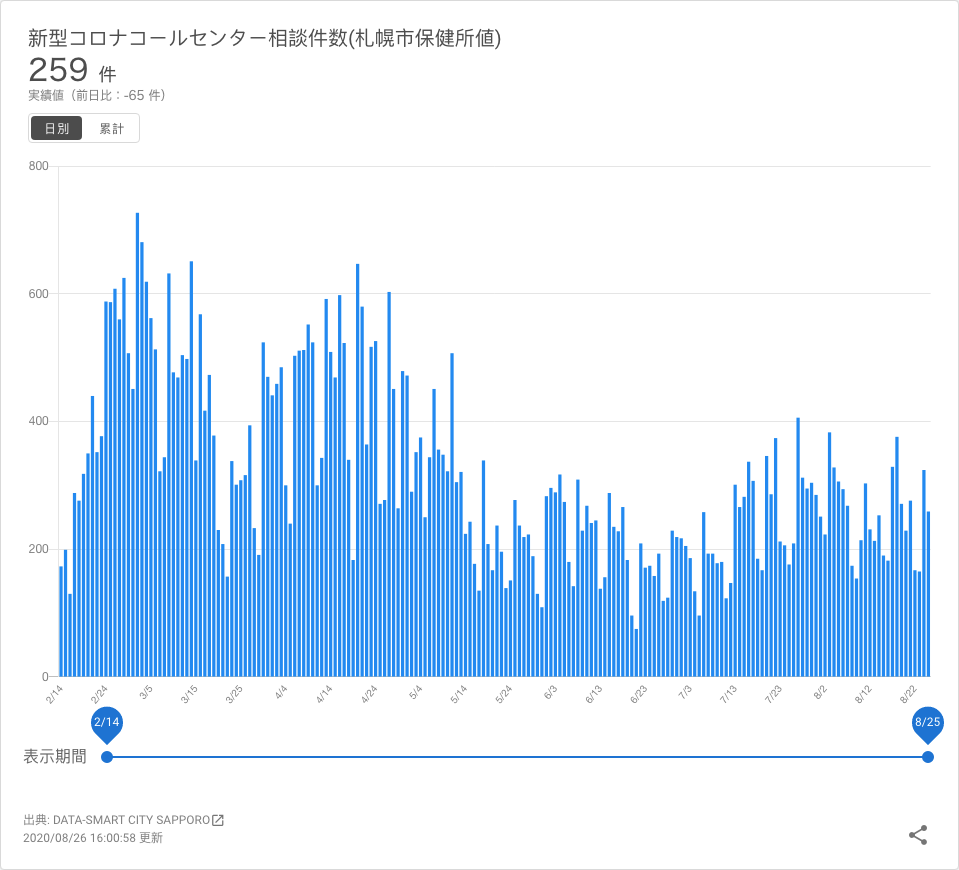 新型コロナコールセンター相談件数(札幌市保健所値)
259 件
実績値（前日比：-65 件）
日別 累計
800
600
400
200
0
2/14 2/24 3/5 3/15 3/25 4/4 4/14 4/24 5/4 5/14 5/24 6/3 6/13 6/23 7/3 7/13 7/23 8/2 8/12 8/22
2/14 8/25
表示期間
出典: DATA-SMART CITY SAPPORO
2020/08/26 16:00:58 更新